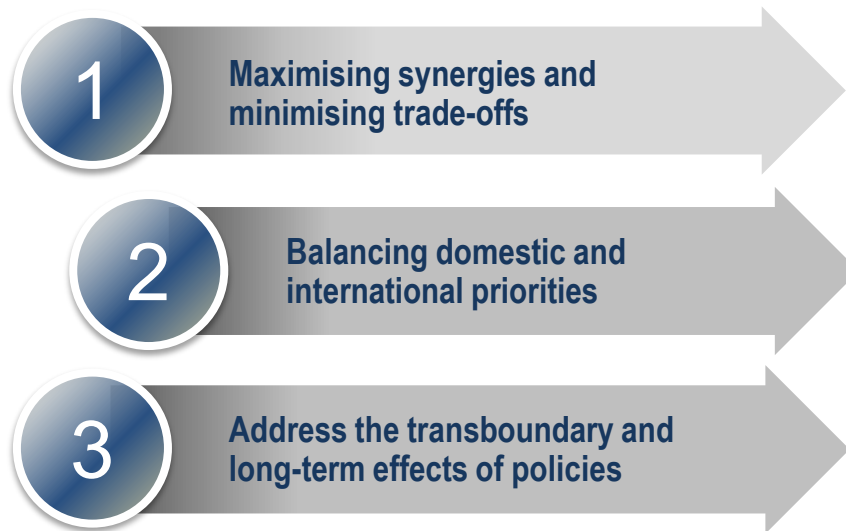 1
Maximising synergies and
minimising trade-offs
2
Balancing domestic and
international priorities
3
Address the transboundary and
long-term effects of policies